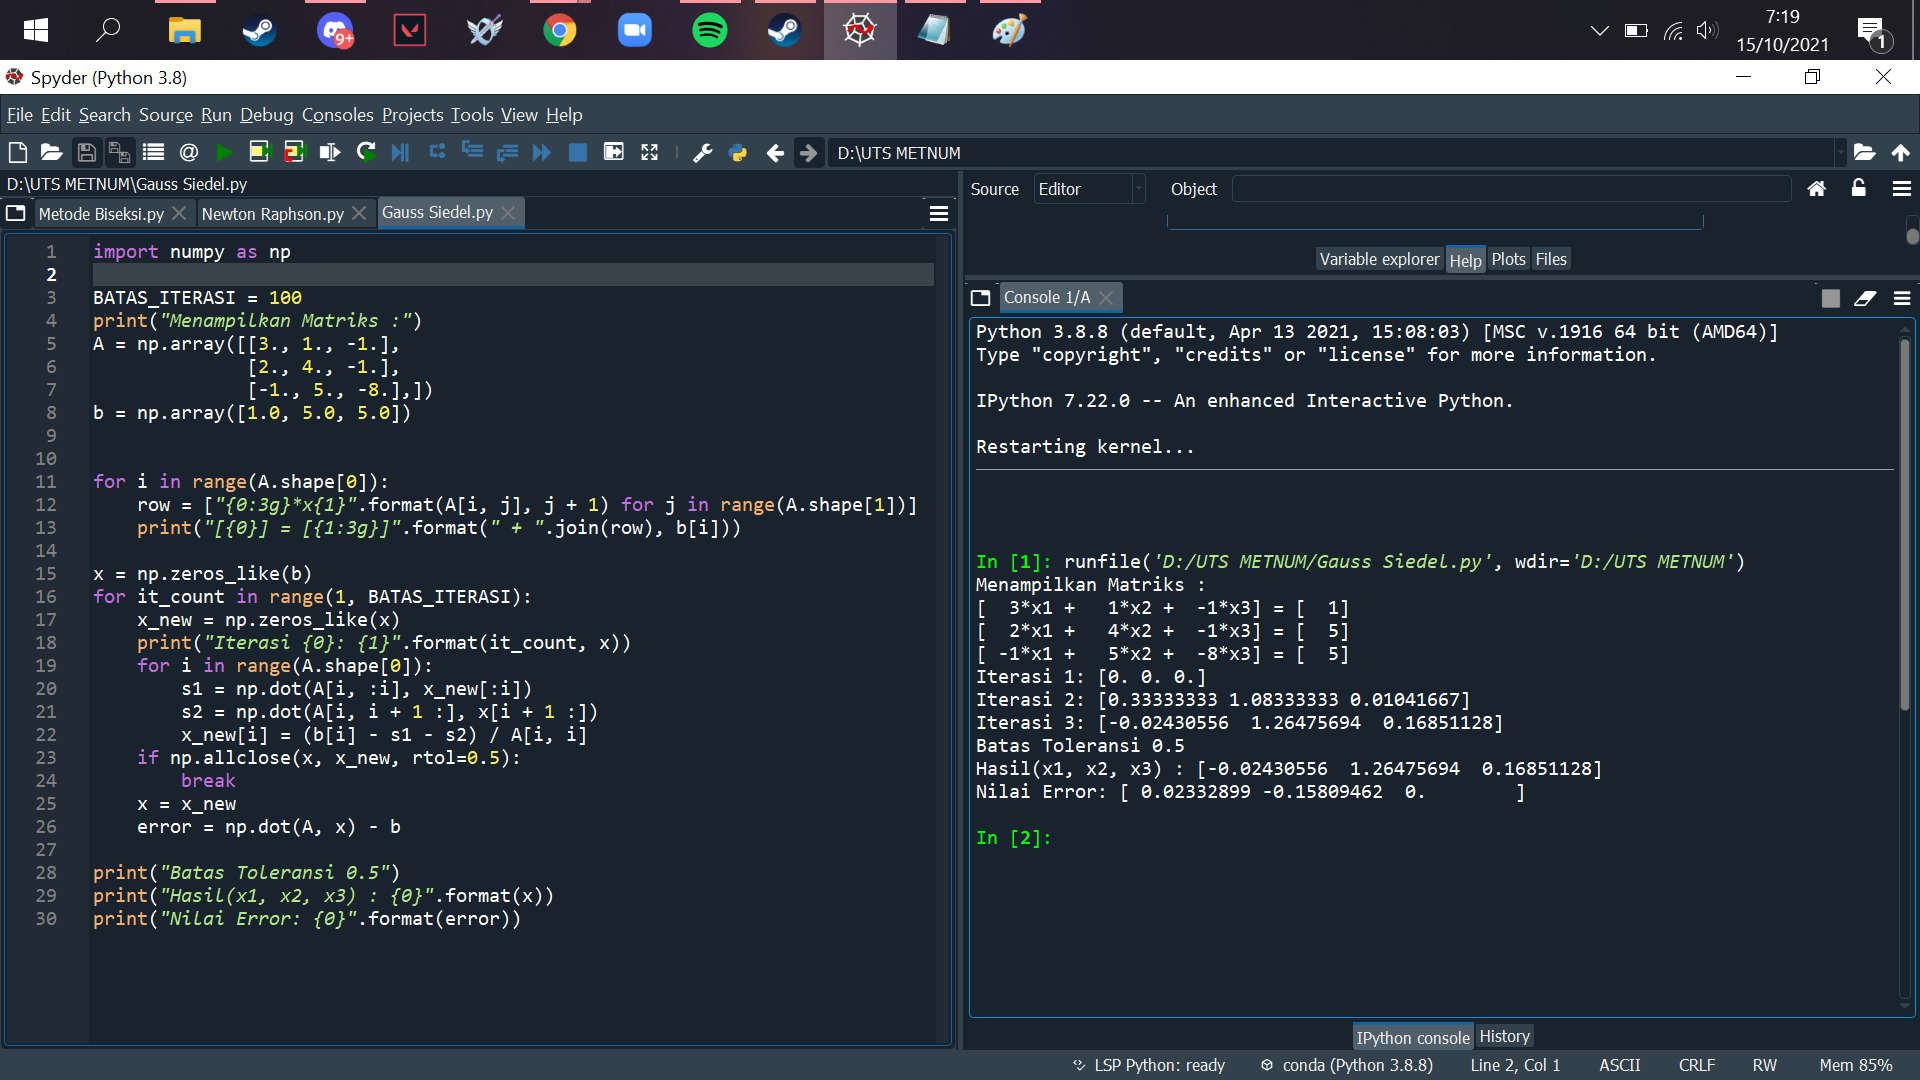 9+
7:19
15/10/2021
1
Spyder (Python 3.8)
File Edit Search Source Run Debug Consoles Projects Tools View Help
D:\UTS METNUM
D:\UTS METNUM\Gauss Siedel.py
Metode Biseksi.py
Newton Raphson.py
Gauss Siedel.py
1 import numpy as np
2
3 BATAS_ITERASI = 100
4 print("Menampilkan Matriks :")
5 A = np.array([[3., 1., -1.],
6 [2., 4., -1.],
7 [-1., 5., -8.],])
8 b = np.array([1.0, 5.0, 5.0])
9
10
11 for i in range(A.shape[0]):
12 row = ["{0:3g}*x{1}".format(A[i, j], j + 1) for j in range(A.shape[1])]
13 print("[{0}] = [{1:3g}]".format(" + ".join(row), b[i]))
14
15 x = np.zeros_like(b)
16 for it_count in range(1, BATAS_ITERASI):
17 x_new = np.zeros_like(x)
18 print("Iterasi {0}: {1}".format(it_count, x))
19 for i in range(A.shape[0]):
20 s1 = np.dot(A[i, :i], x_new[:i])
21 s2 = np.dot(A[i, i + 1 :], x[i + 1 :])
22 x_new[i] = (b[i] - s1 - s2) / A[i, i]
23 if np.allclose(x, x_new, rtol=0.5):
24 break
25 x = x_new
26 error = np.dot(A, x) - b
27
28 print("Batas Toleransi 0.5")
29 print("Hasil(x1, x2, x3) : {0}".format(x))
30 print("Nilai Error: {0}".format(error))
Source Editor Object
Variable explorer Help Plots Files
Console 1/A
Python 3.8.8 (default, Apr 13 2021, 15:08:03) [MSC v.1916 64 bit (AMD64)]
Type "copyright", "credits" or "license" for more information.
IPython 7.22.0 -- An enhanced Interactive Python.
Restarting kernel...
In [1]: runfile('D:/UTS METNUM/Gauss Siedel.py', wdir='D:/UTS METNUM')
Menampilkan Matriks :
[  3*x1 +   1*x2 +  -1*x3] = [  1]
[  2*x1 +   4*x2 +  -1*x3] = [  5]
[ -1*x1 +   5*x2 +  -8*x3] = [  5]
Iterasi 1: [0. 0. 0.]
Iterasi 2: [0.33333333 1.08333333 0.01041667]
Iterasi 3: [-0.02430556  1.26475694  0.16851128]
Batas Toleransi 0.5
Hasil(x1, x2, x3) : [-0.02430556  1.26475694  0.16851128]
Nilai Error: [ 0.02332899 -0.15809462  0.        ]
In [2]:
IPython console History
LSP Python: ready conda (Python 3.8.8) Line 2, Col 1 ASCII CRLF RW Mem 85%